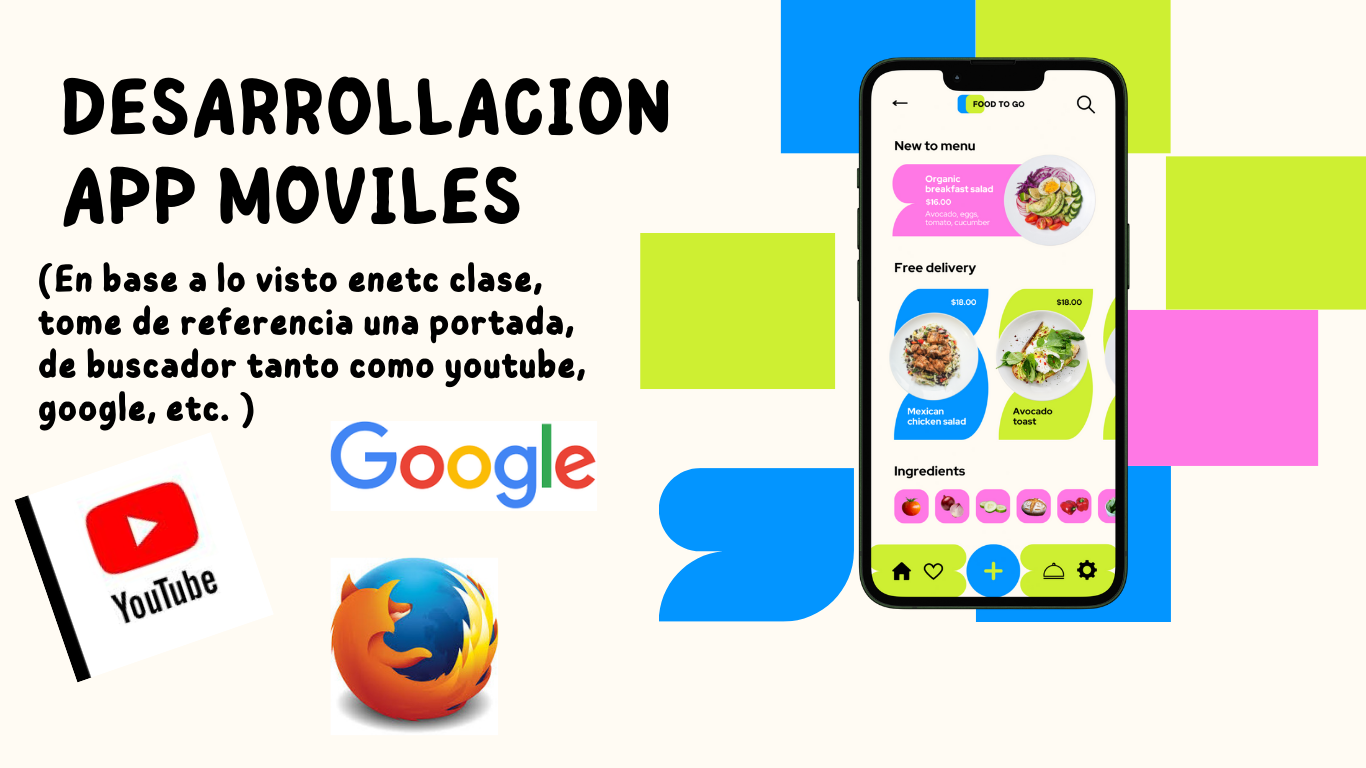 DESARROLLACION
APP MOVILES
(En base a lo visto enetc clase,
tome de referencia una portada,
de buscador tanto como youtube,
google, etc. )
YouTube
Google
FOOD TO GO
New to menu
Organic
breakfast salad
$16.00
Avocado, eggs,
tomato, cucumber
Free delivery
$18.00
Mexican
chicken salad
$18.00
Avocado
toast
Ingredients